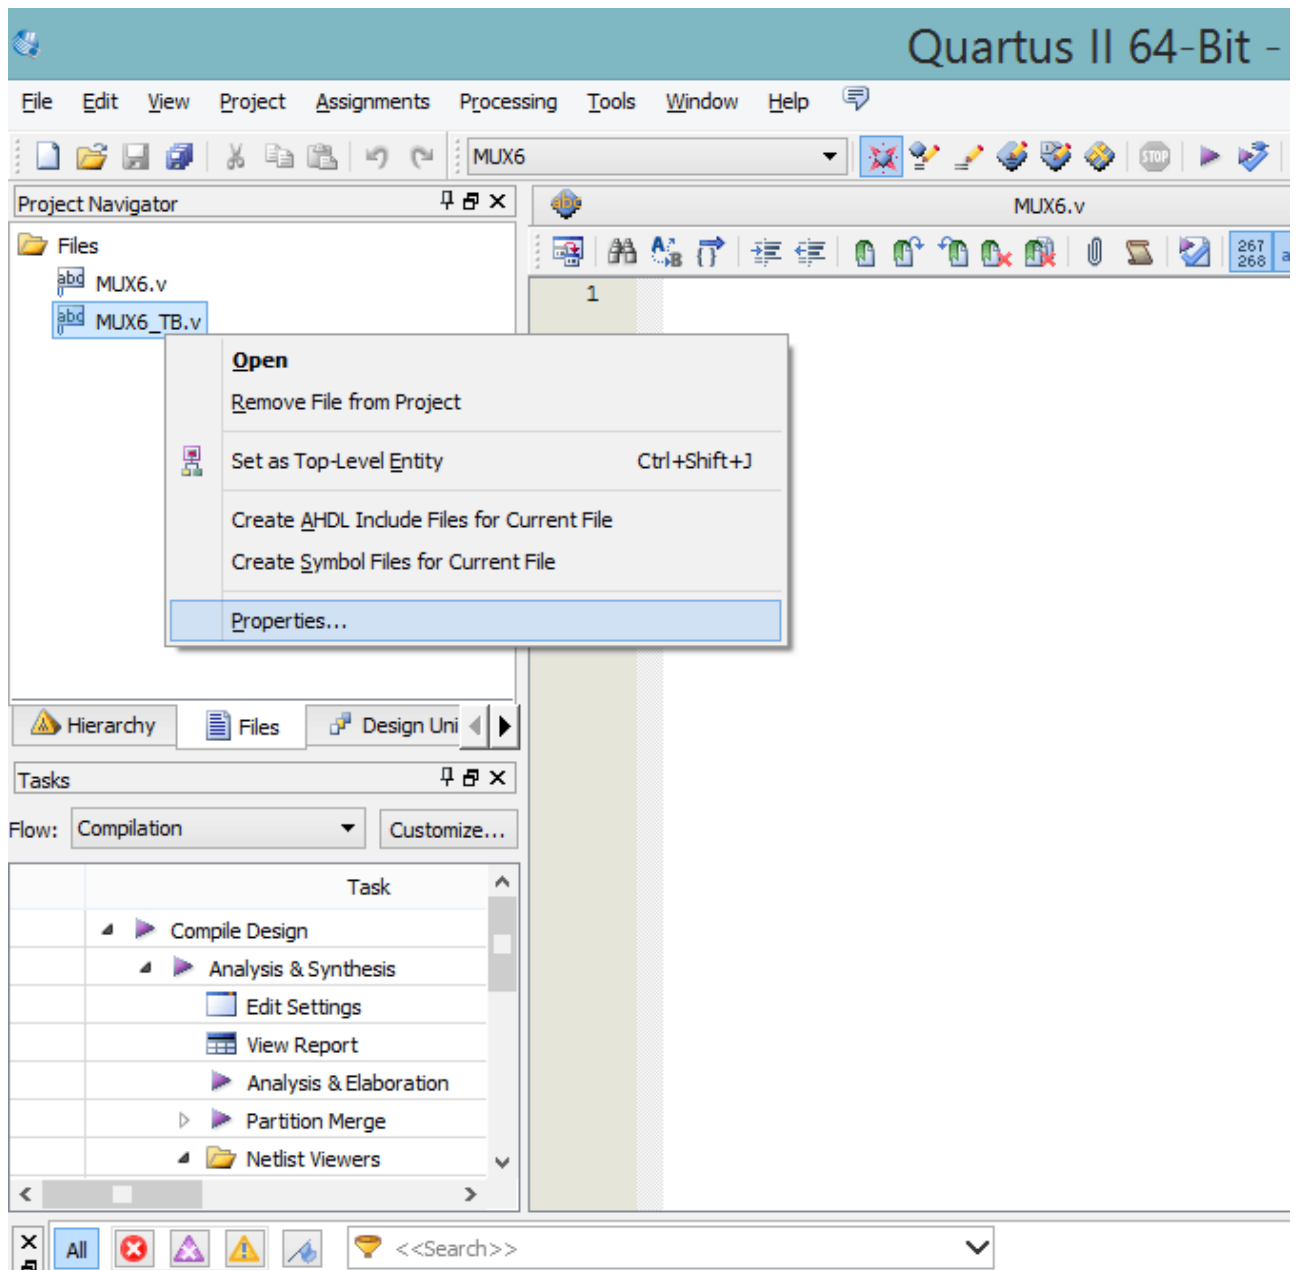 Quartus II 64-Bit -
File Edit View Project Assignments Processing Tools Window Help
MUX6
STOP
Project Navigator
MUX6.v
Files
267
268
MUX6.v
MUX6_TB.v
1
Open
Remove File from Project
Set as Top-Level Entity Ctrl+Shift+J
Create AHDL Include Files for Current File
Create Symbol Files for Current File
Properties...
Hierarchy Files Design Uni
Tasks
Flow: Compilation Customize...
Task
Compile Design
Analysis & Synthesis
Edit Settings
View Report
Analysis & Elaboration
Partition Merge
Netlist Viewers
All <<Search>>